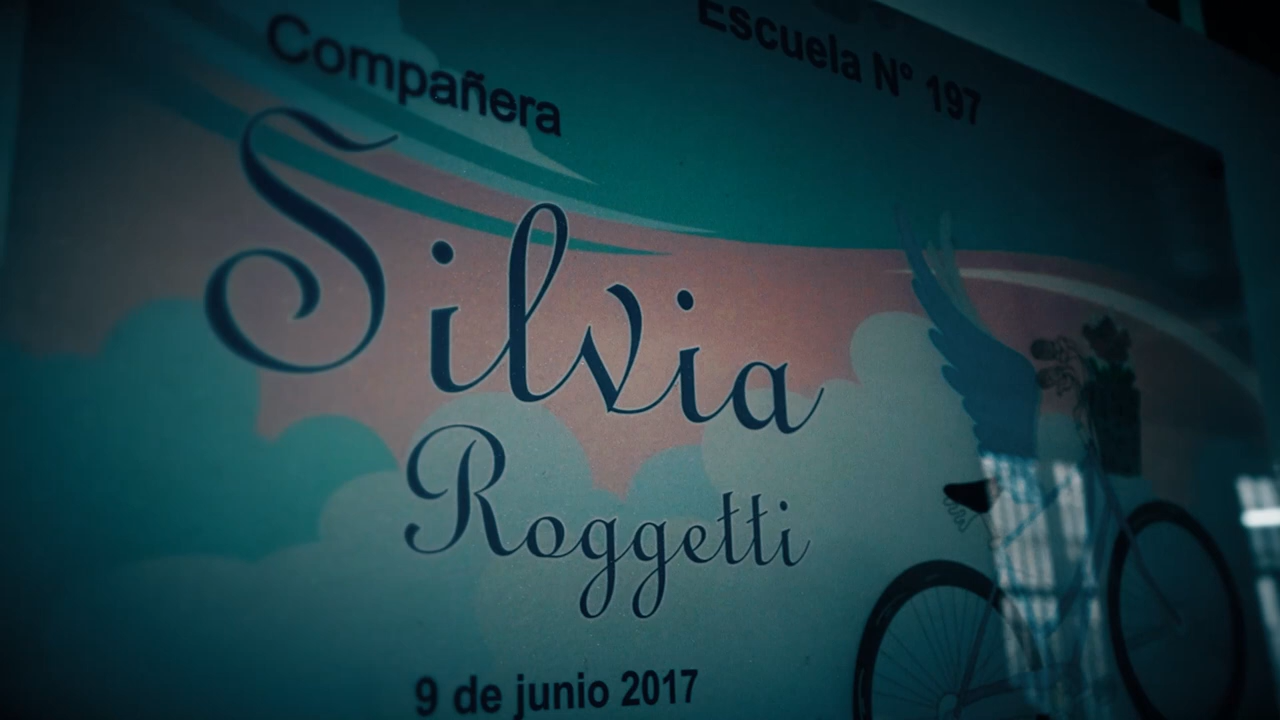 Escuela N° 197
Compañera
Silvia
Roggetti
9 de junio 2017